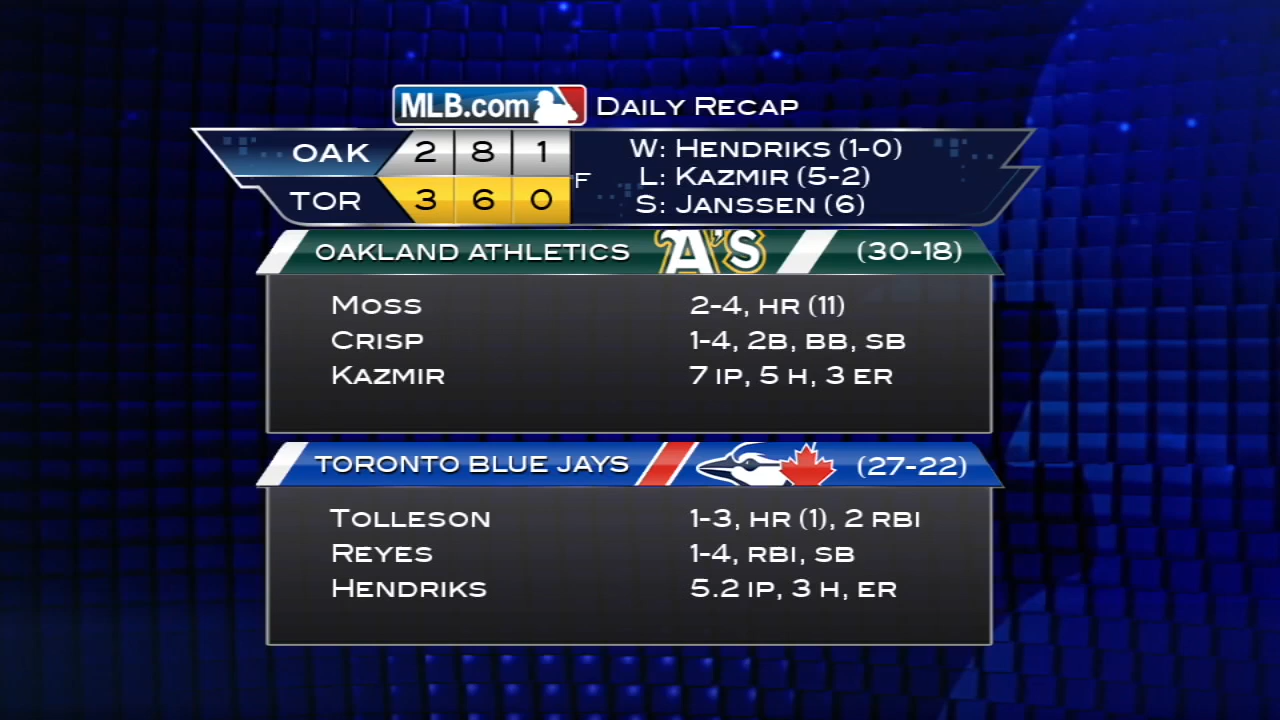 MLB.com DAILY RECAP
OAK 2 8 1
TOR 3 6 0
F
W: HENDRIKS (1-0)
L: KAZMIR (5-2)
S: JANSSEN (6)
OAKLAND ATHLETICS A'S (30-18)
MOSS 2-4, HR (11)
CRISP 1-4, 2B, BB, SB
KAZMIR 7 IP, 5 H, 3 ER
TORONTO BLUE JAYS (27-22)
TOLLESON 1-3, HR (1), 2 RBI
REYES 1-4, RBI, SB
HENDRIKS 5.2 IP, 3 H, ER